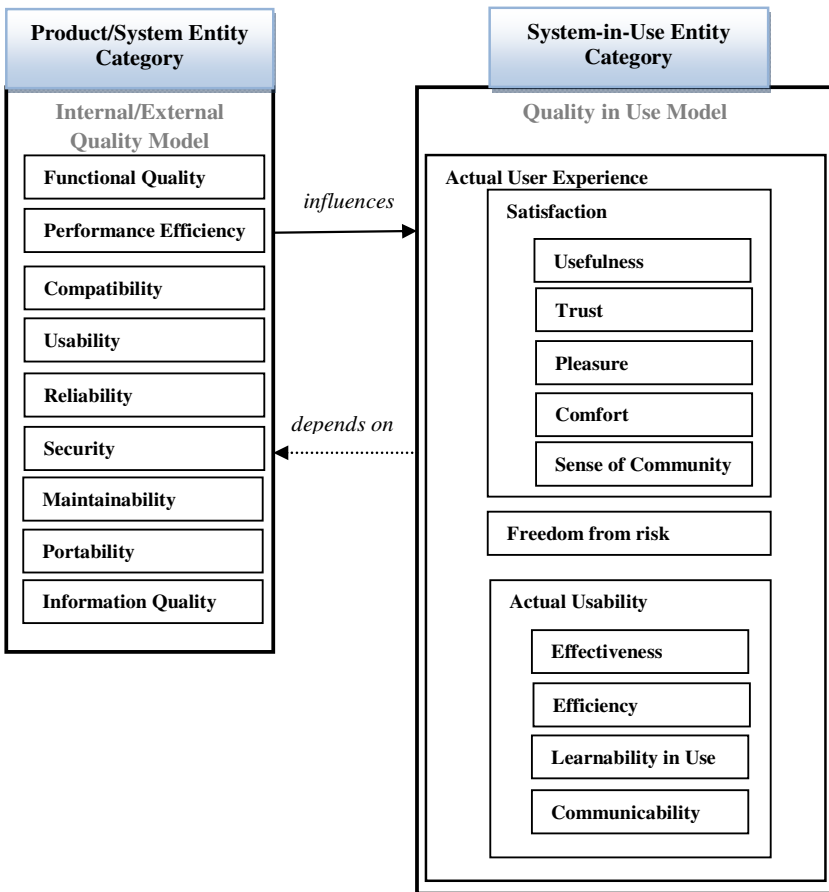 Product/System Entity
Category
Internal/External
Quality Model
Functional Quality
Performance Efficiency
Compatibility
Usability
Reliability
Security
Maintainability
Portability
Information Quality
influences
depends on
System-in-Use Entity
Category
Quality in Use Model
Actual User Experience
Satisfaction
Usefulness
Trust
Pleasure
Comfort
Sense of Community
Freedom from risk
Actual Usability
Effectiveness
Efficiency
Learnability in Use
Communicability